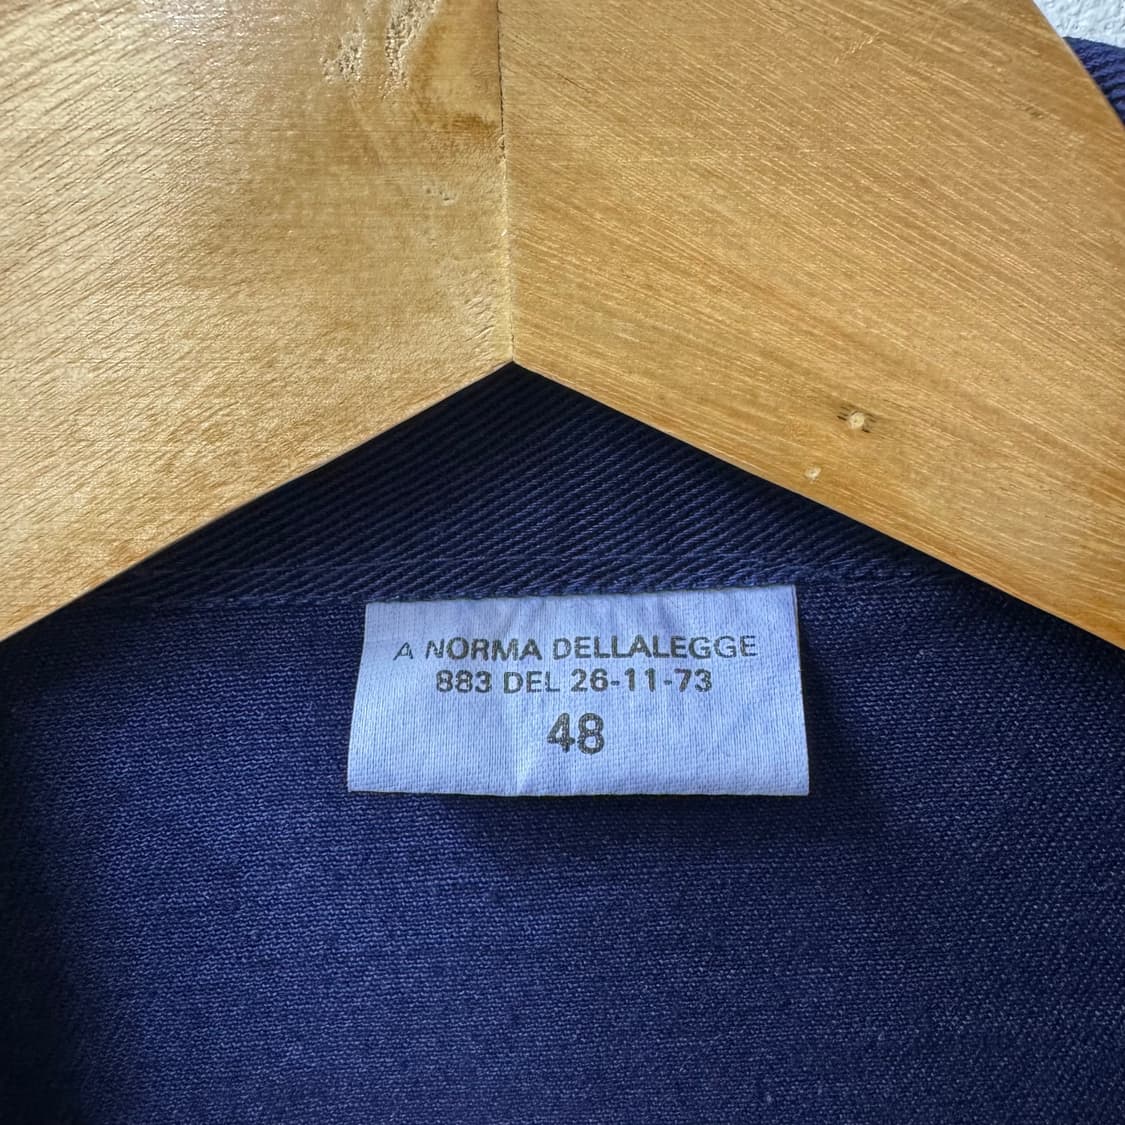 A NORMA DELLALEGGE
883 DEL 26-11-73
48